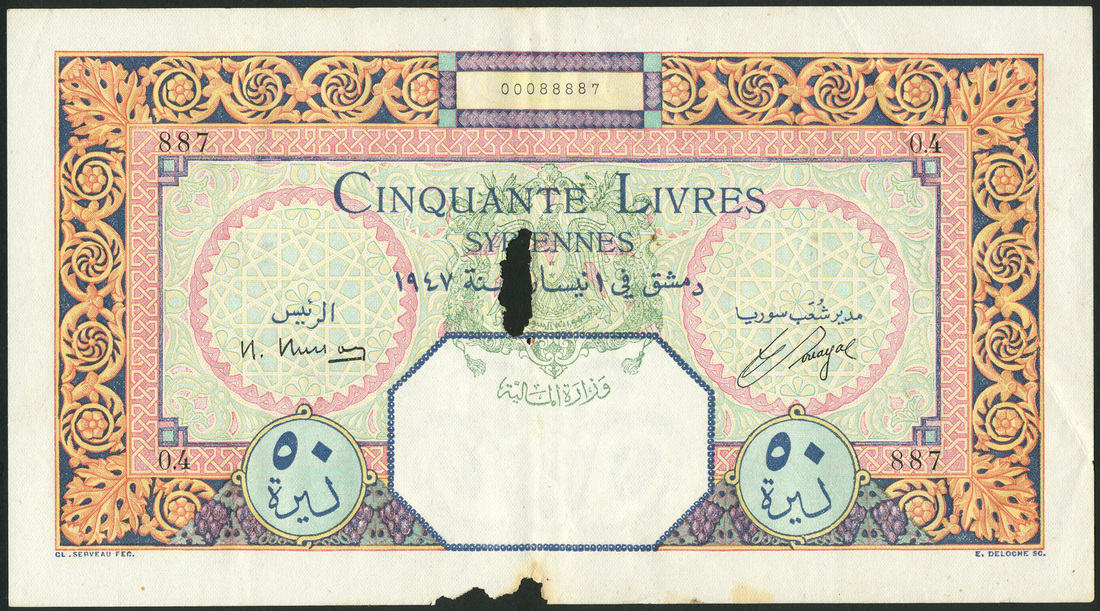 00088887
887
0.4
CINQUANTE LIVRES
SYRIENNES
دمشق في ١ نيسان سنة ١٩٤٧
الرئيس
مدير شعب سوريا
وزارة المالية
0.4
887
٥٠
ليرة
٥٠
ليرة
CL. SERVEAU FEC.
E. DELOCHE SC.